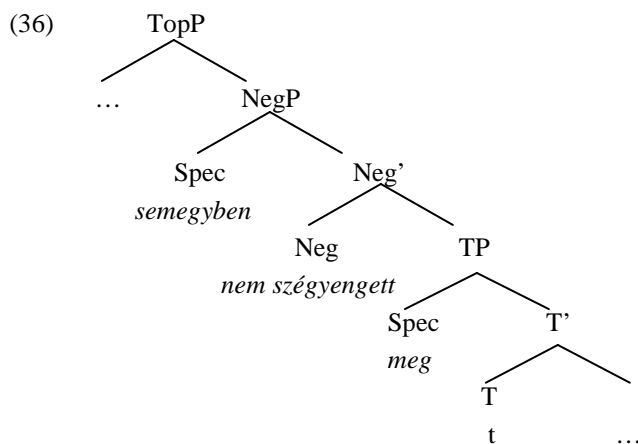 (36) TopP
… NegP
Spec Neg’
semegyben
Neg TP
nem szégyengett
Spec T’
meg
T
t …